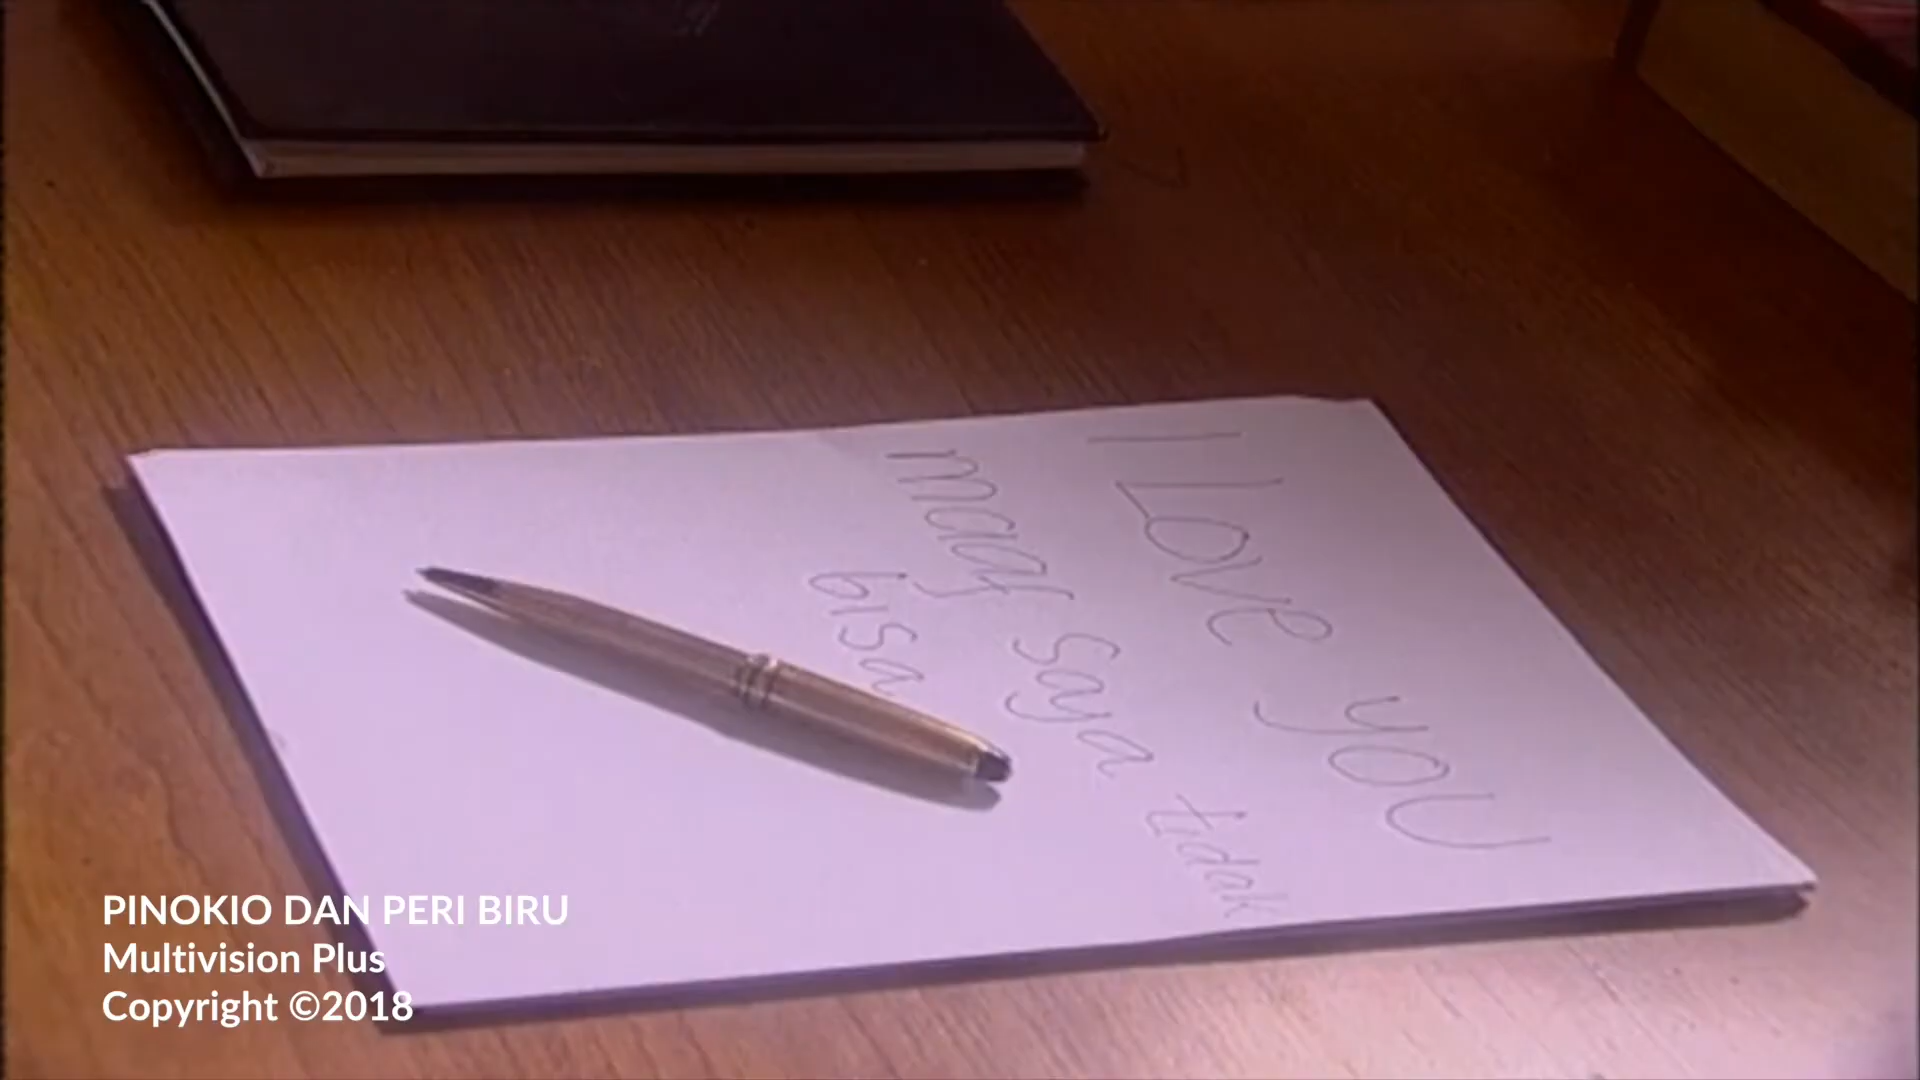 I Love you
maaf saya tidak
bisa
PINOKIO DAN PERI BIRU
Multivision Plus
Copyright ©2018